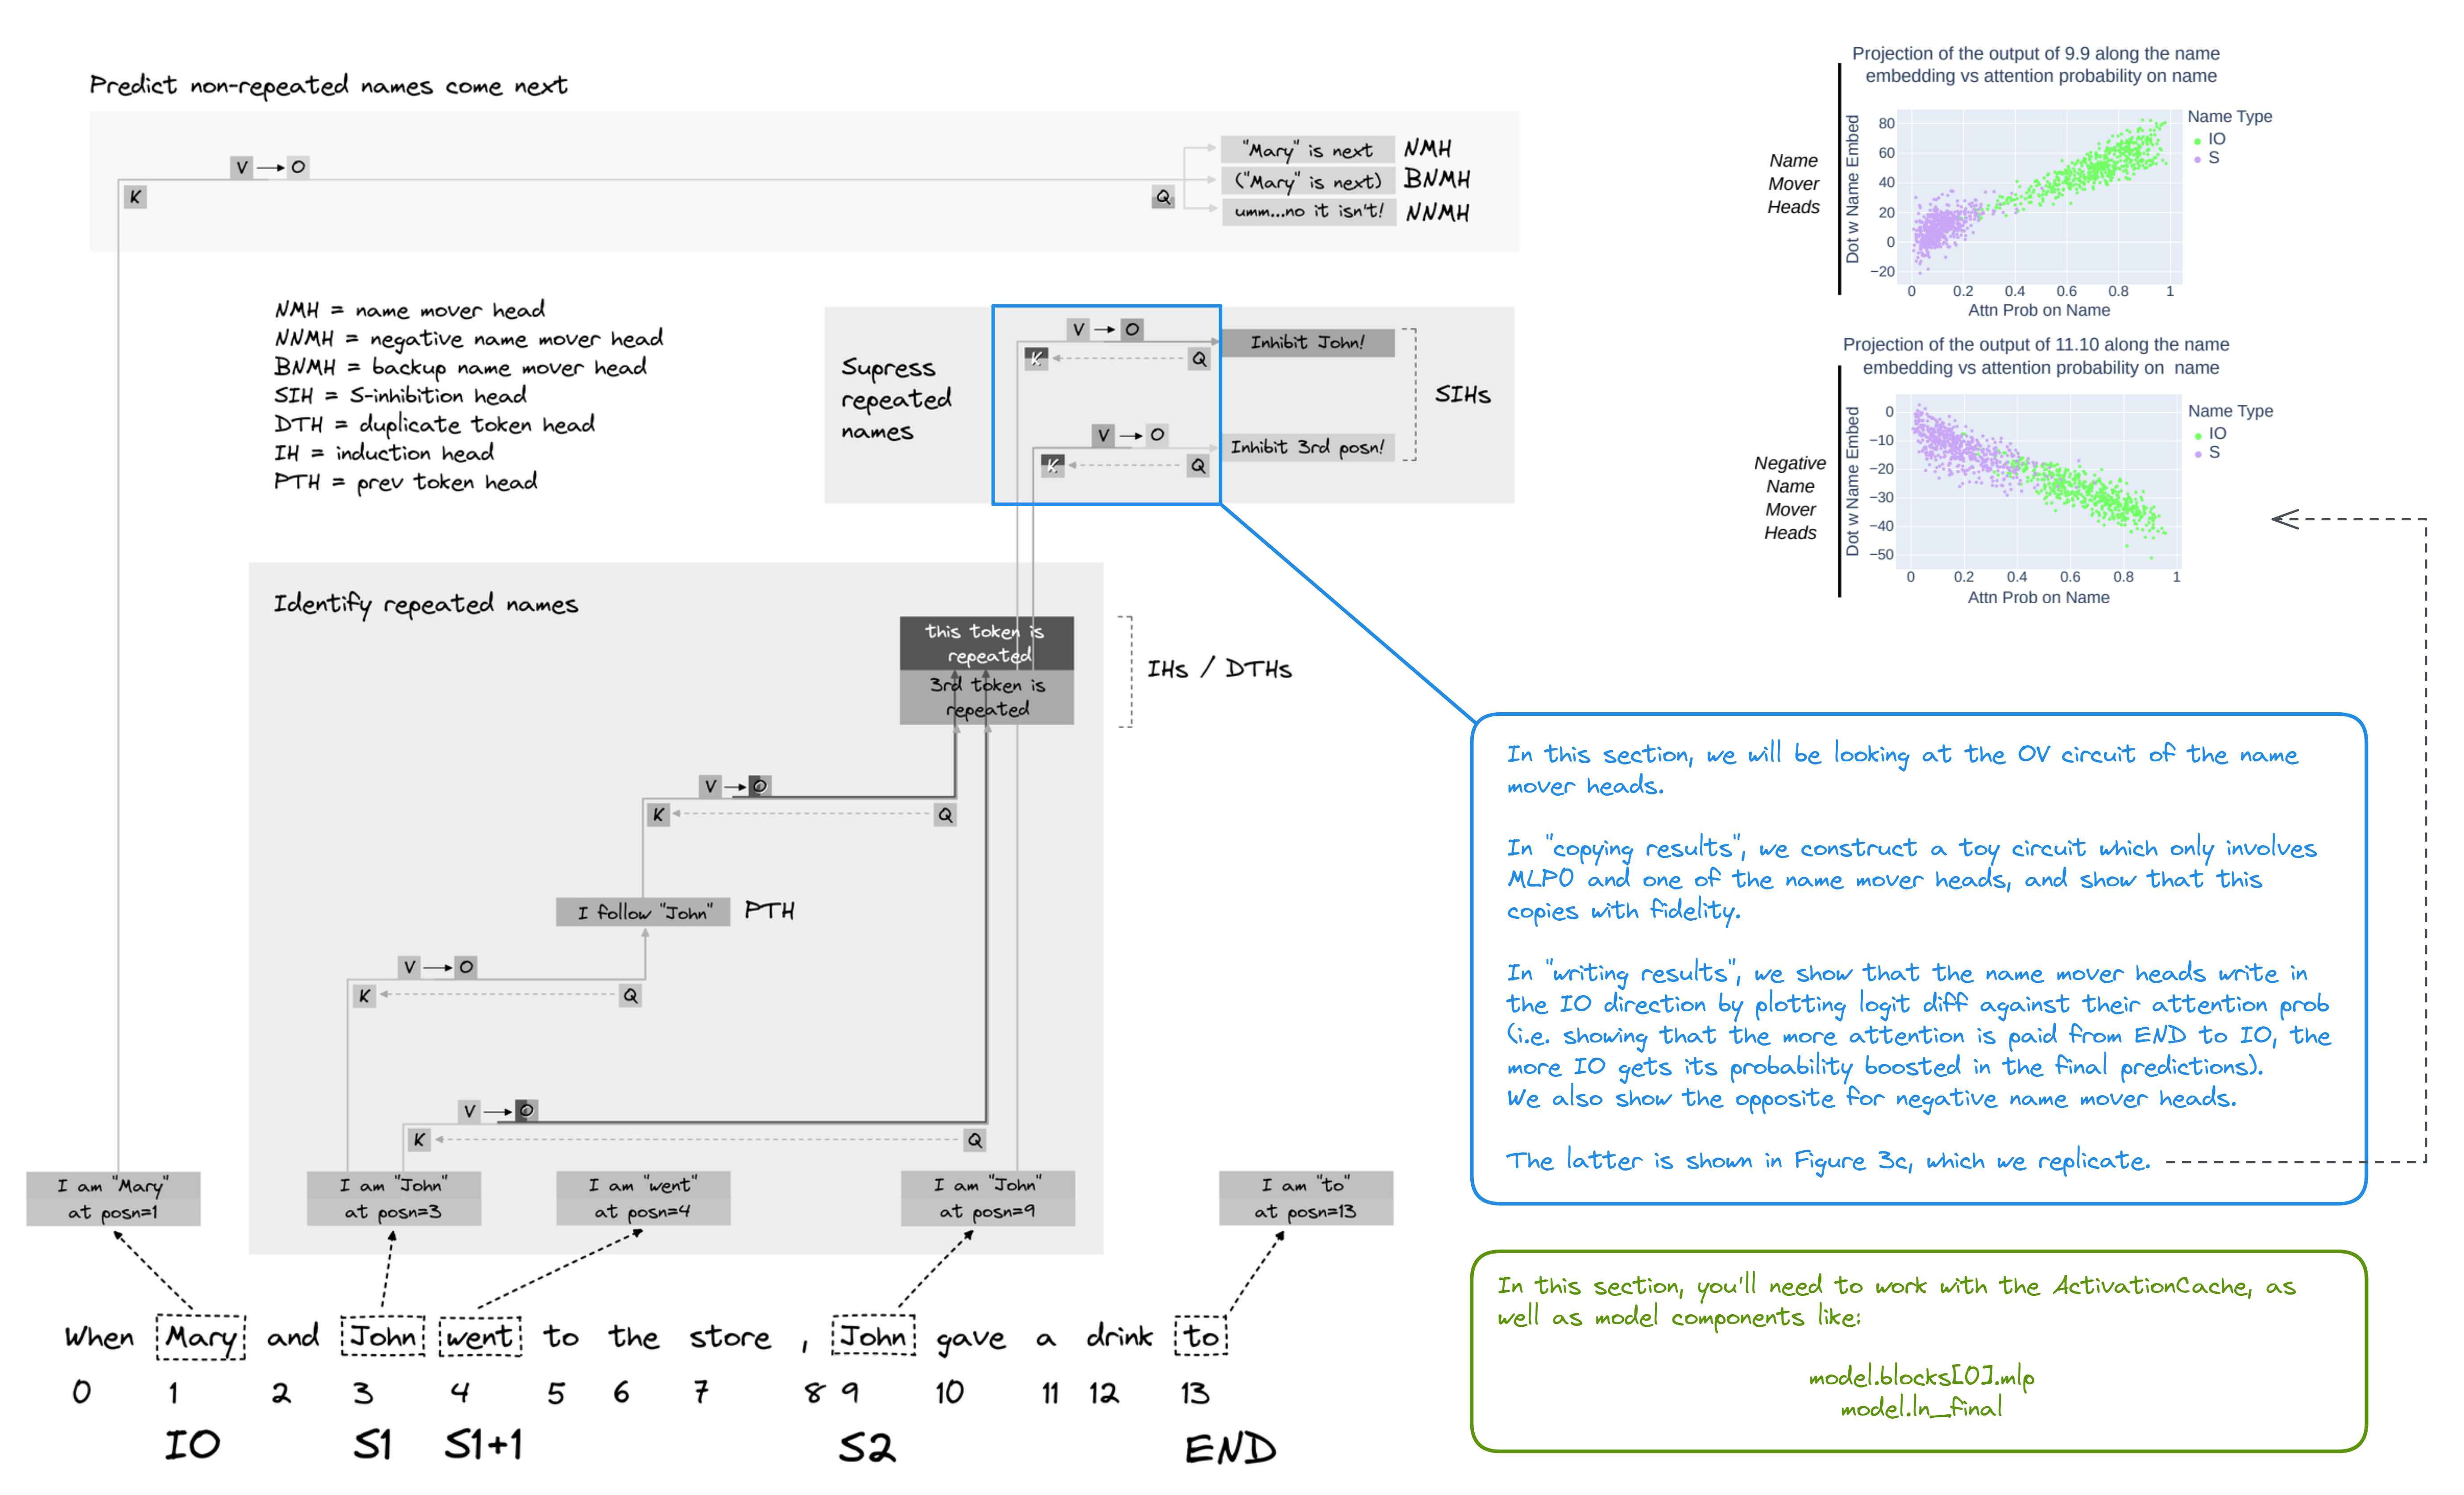 Predict non-repeated names come next
V → O
K
Q
"Mary" is next NMH
("Mary" is next) BNMH
umm...no it isn't! NNMH
NMH = name mover head
NNMH = negative name mover head
BNMH = backup name mover head
SIH = S-inhibition head
DTH = duplicate token head
IH = induction head
PTH = prev token head
Supress
repeated
names
V → O
K
Q
Inhibit John!
V → O
K
Q
Inhibit 3rd posn!
SIHs
Identify repeated names
this token is
repeated
3rd token is
repeated
IHs / DTHs
V → O
K
Q
I follow "John" PTH
V → O
K
Q
V → O
K
Q
I am "Mary"
at posn=1
I am "John"
at posn=3
I am "went"
at posn=4
I am "John"
at posn=9
I am "to"
at posn=13
When Mary and John went to the store , John gave a drink to
0 1 2 3 4 5 6 7 8 9 10 11 12 13
IO S1 S1+1 S2 END
Projection of the output of 9.9 along the name
embedding vs attention probability on name
Name
Mover
Heads
Dot w Name Embed
80
60
40
20
0
−20
0 0.2 0.4 0.6 0.8 1
Attn Prob on Name
Name Type
IO
S
Projection of the output of 11.10 along the name
embedding vs attention probability on name
Negative
Name
Mover
Heads
Dot w Name Embed
0
−10
−20
−30
−40
−50
0 0.2 0.4 0.6 0.8 1
Attn Prob on Name
Name Type
IO
S
In this section, we will be looking at the OV circuit of the name
mover heads.
In "copying results", we construct a toy circuit which only involves
MLP0 and one of the name mover heads, and show that this
copies with fidelity.
In "writing results", we show that the name mover heads write in
the IO direction by plotting logit diff against their attention prob
(i.e. showing that the more attention is paid from END to IO, the
more IO gets its probability boosted in the final predictions).
We also show the opposite for negative name mover heads.
The latter is shown in Figure 3c, which we replicate.
In this section, you'll need to work with the ActivationCache, as
well as model components like:
model.blocks[0].mlp
model.ln_final